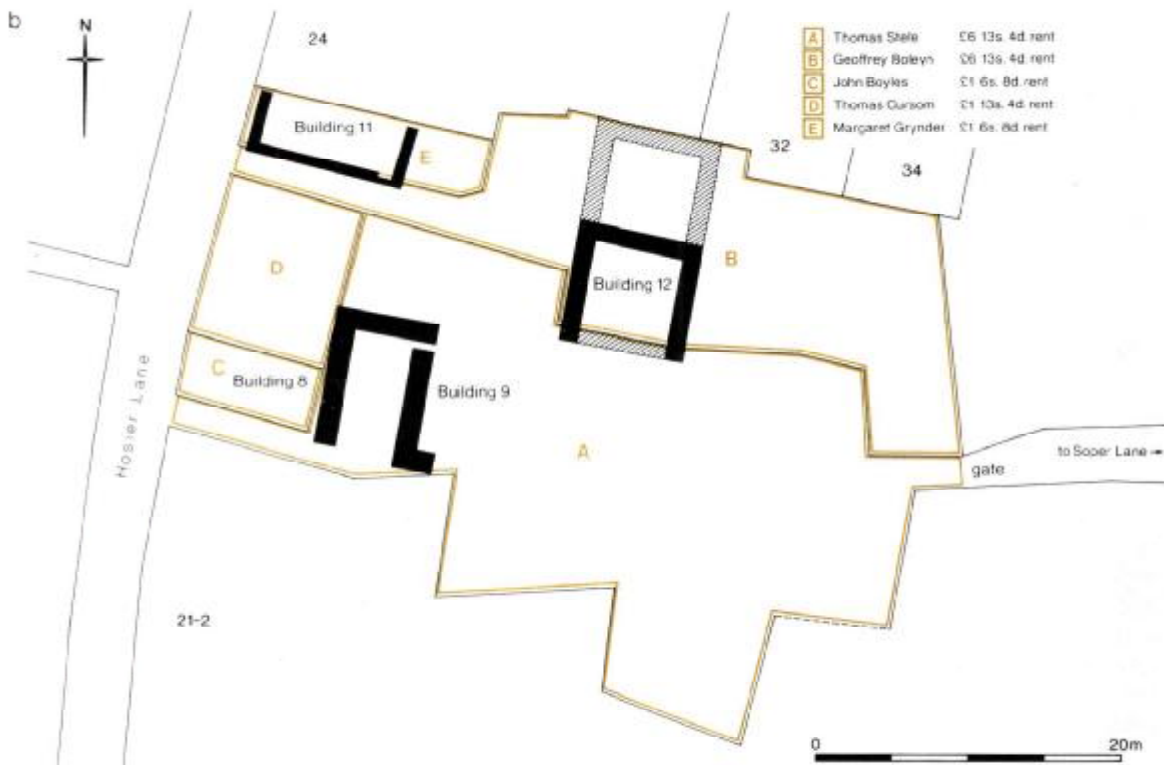 b
N
24
A Thomas Stele £6 13s. 4d. rent
B Geoffrey Boleyn £6 13s. 4d. rent
C John Boyles £1 6s. 8d. rent
D Thomas Cursom £1 13s. 4d. rent
E Margaret Grynder £1 6s. 8d. rent
Building 11
E
32
34
B
D
Building 12
C
Building 8
Building 9
Hosier Lane
A
to Soper Lane
gate
21-2
0
20m